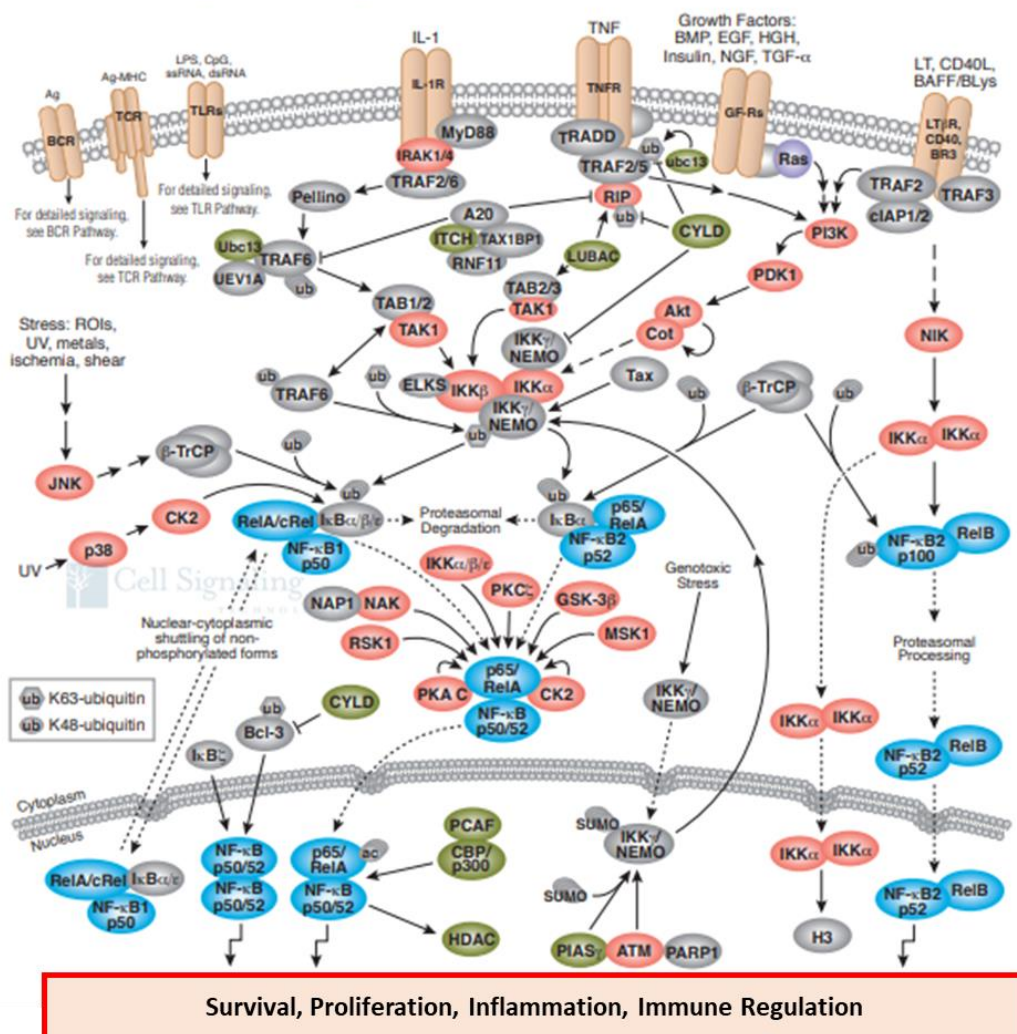 IL-1
TNF
Growth Factors:
BMP, EGF, HGH,
Insulin, NGF, TGF-α
LT, CD40L,
BAFF/BLys
LPS, CpG,
ssRNA, dsRNA
Ag-MHC
Ag
BCR
TCR
TLRs
IL-1R
TNFR
GF-Rs
LTβR,
CD40,
BR3
MyD88
IRAK1/4
TRAF2/6
TRADD
TRAF2/5
ub
ubc13
RIP
ub
Ras
TRAF2
TRAF3
cIAP1/2
PI3K
For detailed signaling,
see BCR Pathway.
For detailed signaling,
see TLR Pathway.
For detailed signaling,
see TCR Pathway.
Pellino
A20
ITCH
TAX1BP1
RNF11
LUBAC
CYLD
Ubc13
TRAF6
UEV1A
ub
PDK1
TAB2/3
TAK1
TAB1/2
TAK1
Akt
Cot
NIK
Stress: ROIs,
UV, metals,
ischemia, shear
IKKγ/
NEMO
ub
TRAF6
ub
ELKS
IKKβ
IKKα
IKKγ/
NEMO
ub
Tax
ub
β-TrCP
ub
IKKα
IKKα
β-TrCP
ub
JNK
CK2
p38
UV
RelA/cRel
IκBα/β/ε
ub
NF-κB1
p50
Proteasomal
Degradation
ub
IκBα
p65/
RelA
NF-κB2
p52
ub
NF-κB2
p100
RelB
Cell Signaling
TECHNOLO
IKKα/β/ε
PKCζ
GSK-3β
NAP1
NAK
RSK1
MSK1
Genotoxic
Stress
Nuclear-cytoplasmic
shuttling of non-
phosphorylated forms
Proteasomal
Processing
p65/
RelA
PKA C
CK2
NF-κB
p50/52
IKKγ/
NEMO
IKKα
IKKα
ub K63-ubiquitin
ub K48-ubiquitin
ub
Bcl-3
CYLD
IκBζ
NF-κB2
p52
RelB
Cytoplasm
Nucleus
RelA/cRel
IκBα/ε
NF-κB1
p50
NF-κB
p50/52
NF-κB
p50/52
p65/
RelA
ac
NF-κB
p50/52
PCAF
CBP/
p300
HDAC
SUMO
IKKγ/
NEMO
SUMO
PIASγ
ATM
PARP1
IKKα
IKKα
H3
NF-κB2
p52
RelB
Survival, Proliferation, Inflammation, Immune Regulation